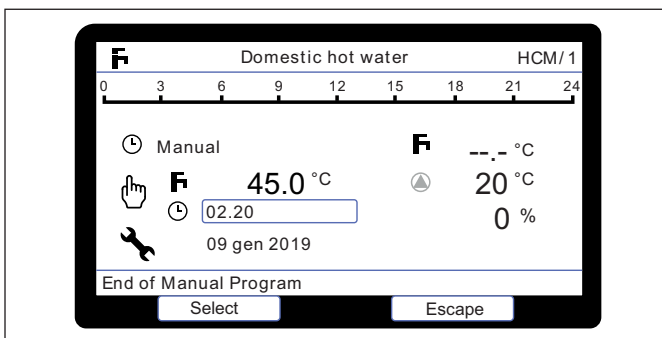 Domestic hot water HCM/1
0 3 6 9 12 15 18 21 24
Manual --.- °C
45.0 °C 20 °C
02.20 0 %
09 gen 2019
End of Manual Program
Select Escape